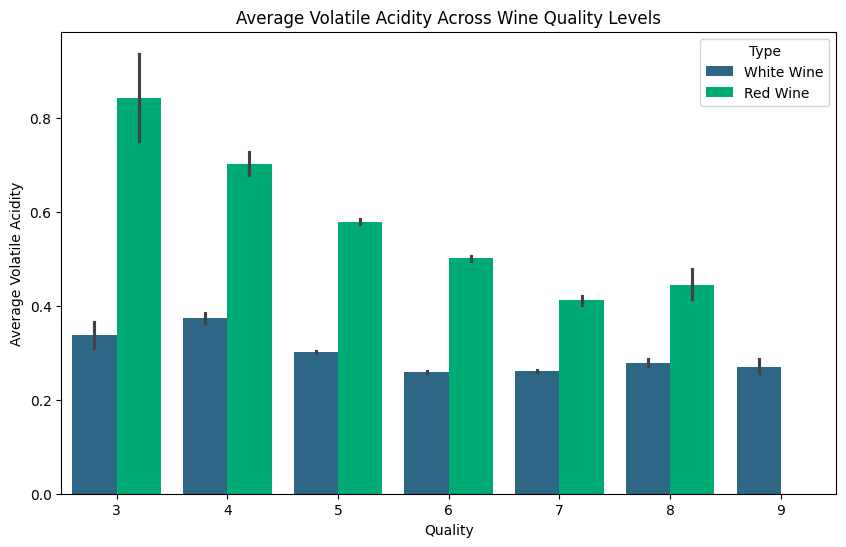 Average Volatile Acidity Across Wine Quality Levels
Type
White Wine
Red Wine
Average Volatile Acidity
0.8
0.6
0.4
0.2
0.0
3 4 5 6 7 8 9
Quality